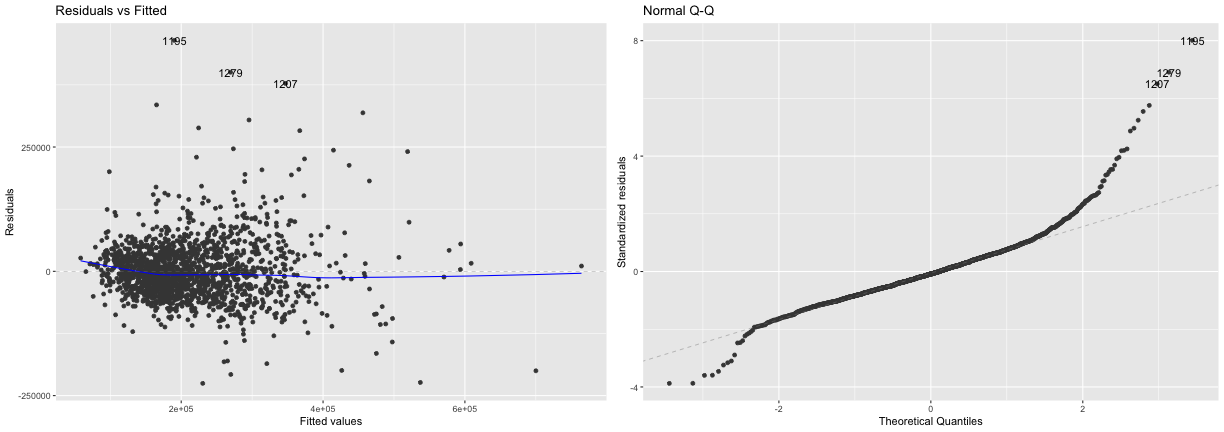 Residuals vs Fitted
1195
1279
1207
250000
0
-250000
Residuals
2e+05
4e+05
6e+05
Fitted values
Normal Q-Q
1195
1279
1207
8
4
0
-4
Standardized residuals
-2
0
2
Theoretical Quantiles